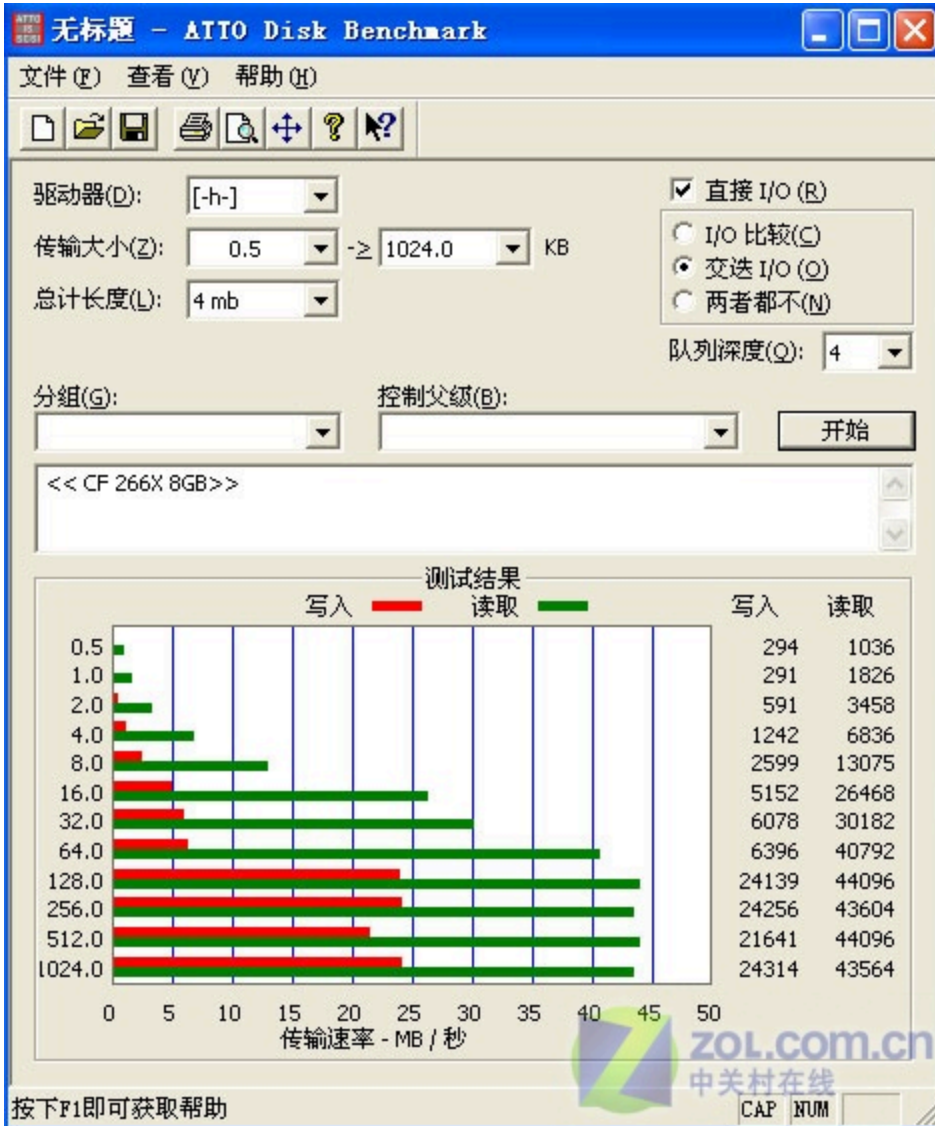 无标题 - ATTO Disk Benchmark
文件(F) 查看(V) 帮助(H)
驱动器(D): [-h-]
直接 I/O (R)
传输大小(Z): 0.5 -> 1024.0 KB
I/O 比较(C)
交迭 I/O (O)
总计长度(L): 4 mb
两者都不(N)
队列深度(Q): 4
分组(G): 控制父级(B):
开始
<< CF 266X 8GB>>
测试结果
写入 读取 写入 读取
0.5 294 1036
1.0 291 1826
2.0 591 3458
4.0 1242 6836
8.0 2599 13075
16.0 5152 26468
32.0 6078 30182
64.0 6396 40792
128.0 24139 44096
256.0 24256 43604
512.0 21641 44096
1024.0 24314 43564
0 5 10 15 20 25 30 35 40 45 50
传输速率 - MB / 秒
ZOL.COM.CN
中关村在线
按下F1即可获取帮助 CAP NUM